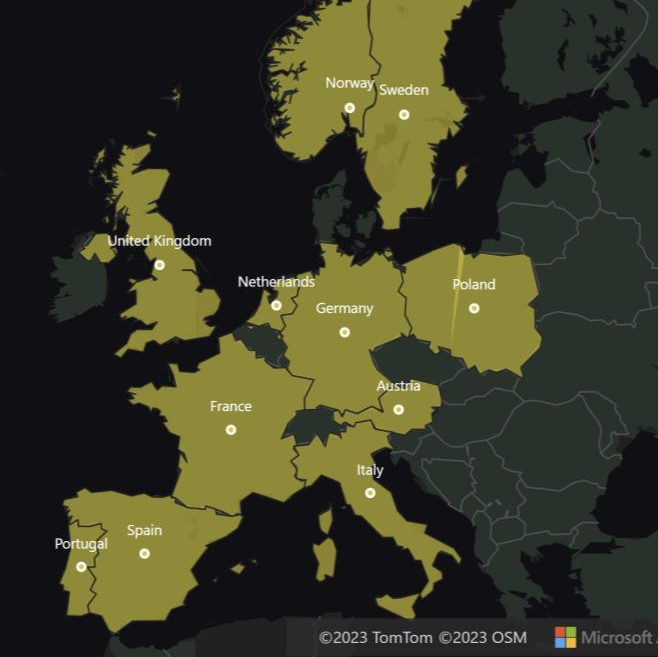 Norway
Sweden
United Kingdom
Netherlands
Germany
Poland
Austria
France
Italy
Spain
Portugal
©2023 TomTom ©2023 OSM Microsoft